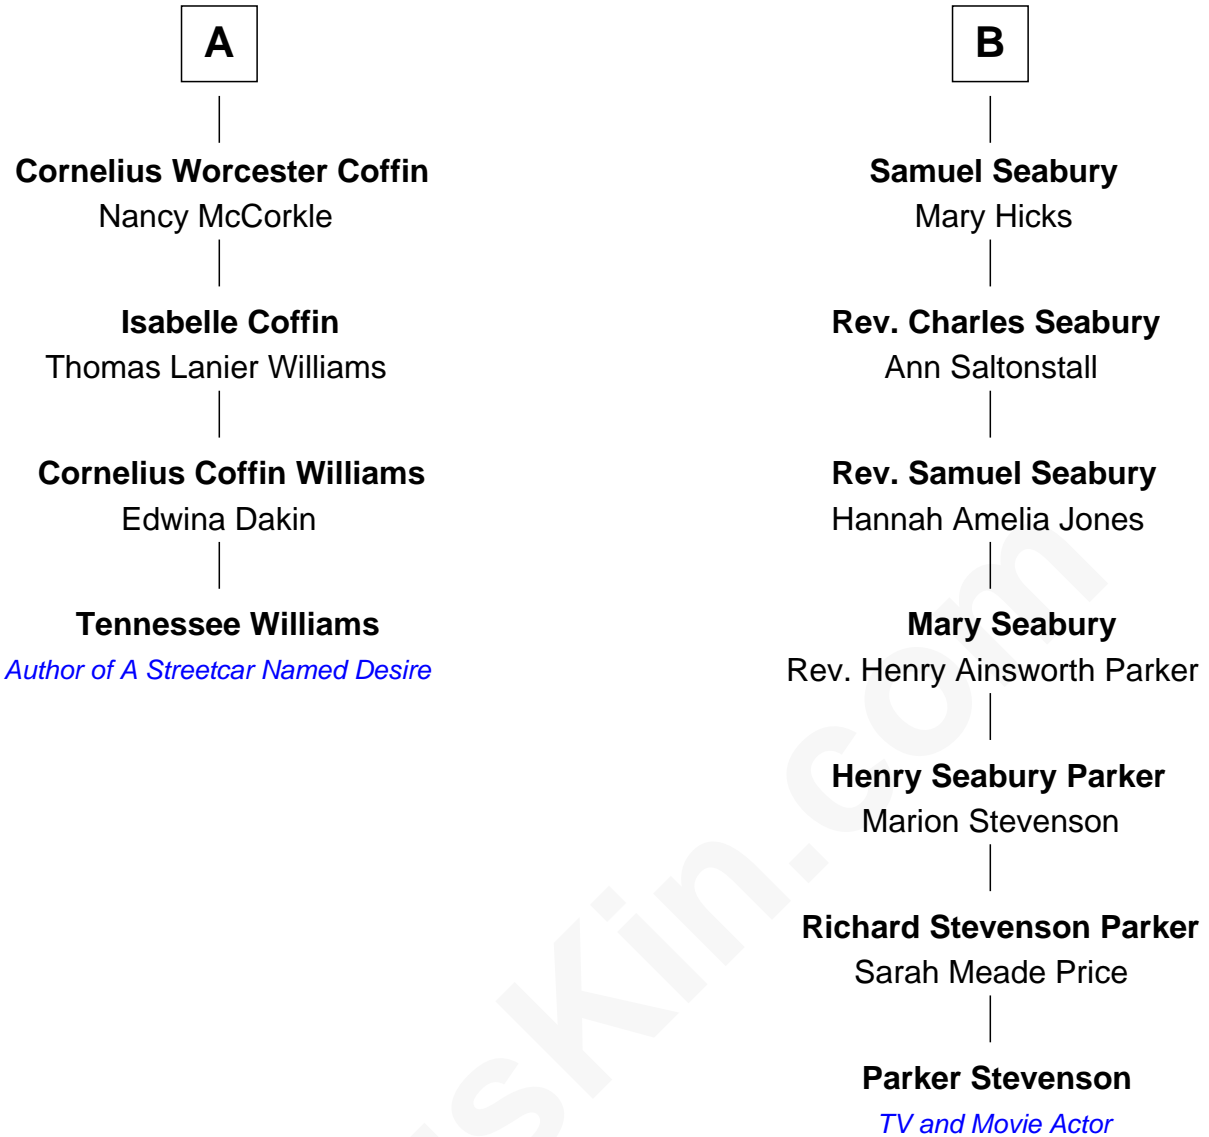 A
Cornelius Worcester Coffin
Nancy McCorkle
Isabelle Coffin
Thomas Lanier Williams
Cornelius Coffin Williams
Edwina Dakin
Tennessee Williams
Author of A Streetcar Named Desire
B
Samuel Seabury
Mary Hicks
Rev. Charles Seabury
Ann Saltonstall
Rev. Samuel Seabury
Hannah Amelia Jones
Mary Seabury
Rev. Henry Ainsworth Parker
Henry Seabury Parker
Marion Stevenson
Richard Stevenson Parker
Sarah Meade Price
Parker Stevenson
TV and Movie Actor
usKin.com